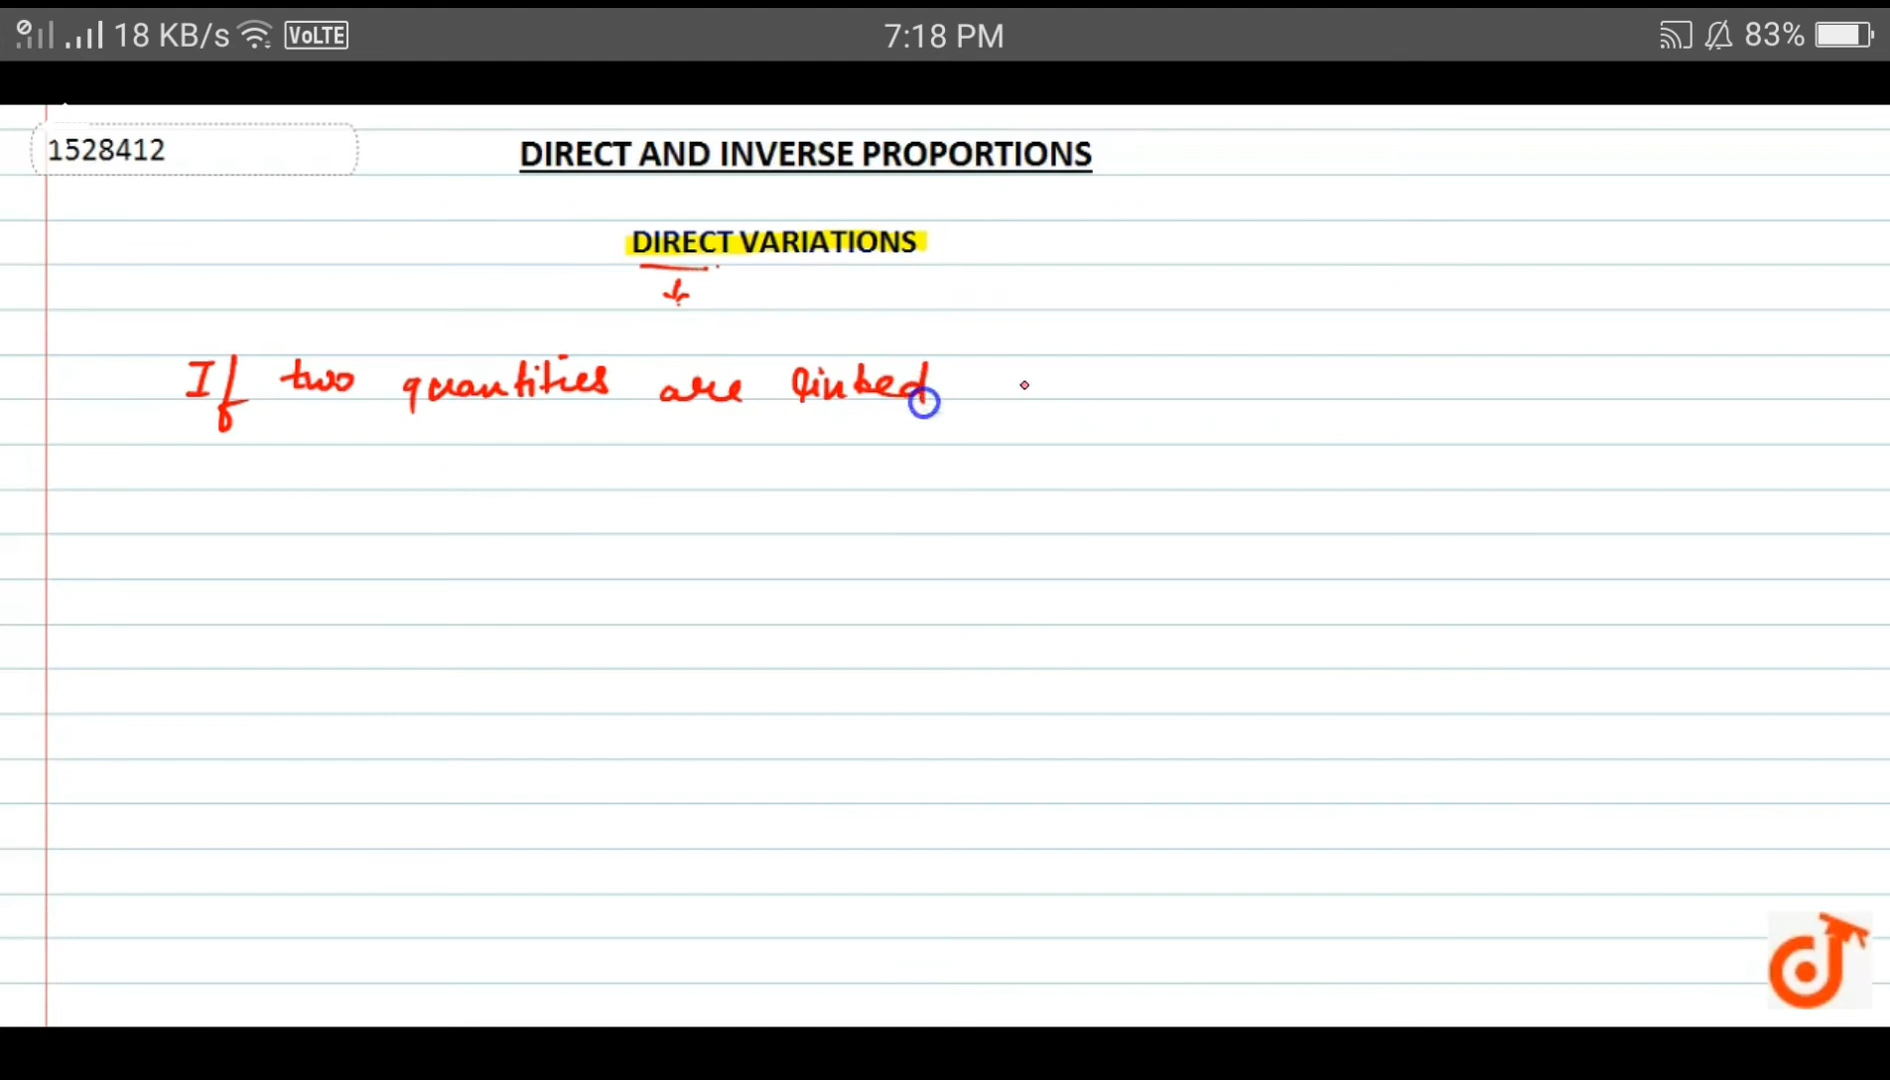 18 KB/s VoLTE 7:18 PM 83%
1528412
DIRECT AND INVERSE PROPORTIONS
DIRECT VARIATIONS
If two quantities are linked